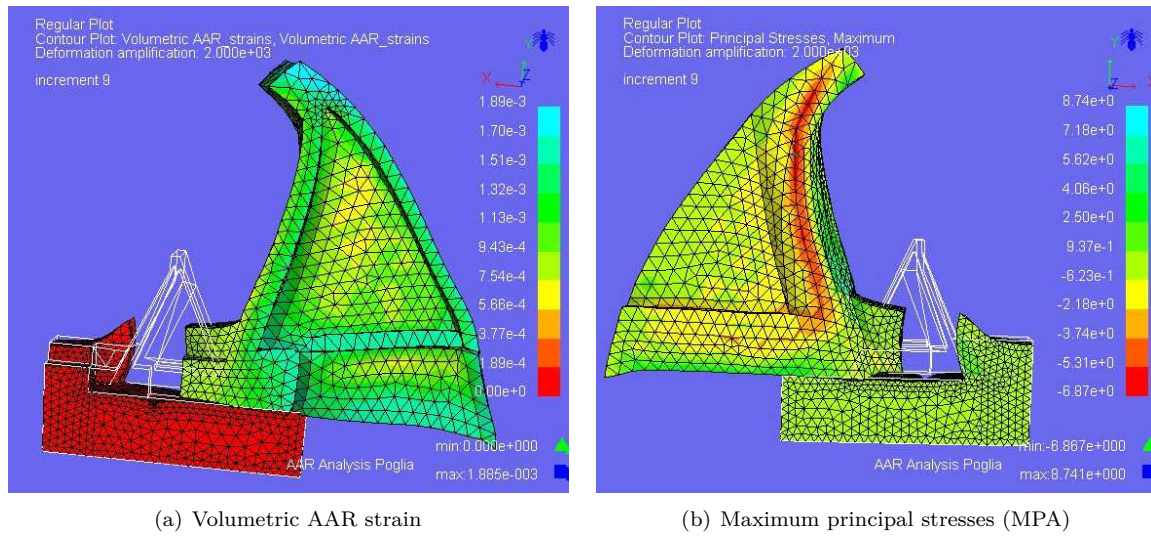 Regular Plot
Contour Plot: Volumetric AAR_strains, Volumetric AAR_strains
Deformation amplification: 2.000e+03
increment 9
Y
X
Z
1.89e-3
1.70e-3
1.51e-3
1.32e-3
1.13e-3
9.43e-4
7.54e-4
5.66e-4
3.77e-4
1.89e-4
0.00e+0
min:0.000e+000
AAR Analysis Poglia
max:1.885e-003
(a) Volumetric AAR strain
Regular Plot
Contour Plot: Principal Stresses, Maximum
Deformation amplification: 2.000e+03
increment 9
Y
Z
X
8.74e+0
7.18e+0
5.62e+0
4.06e+0
2.50e+0
9.37e-1
-6.23e-1
-2.18e+0
-3.74e+0
-5.31e+0
-6.87e+0
min:-6.867e+000
AAR Analysis Poglia
max:8.741e+000
(b) Maximum principal stresses (MPA)